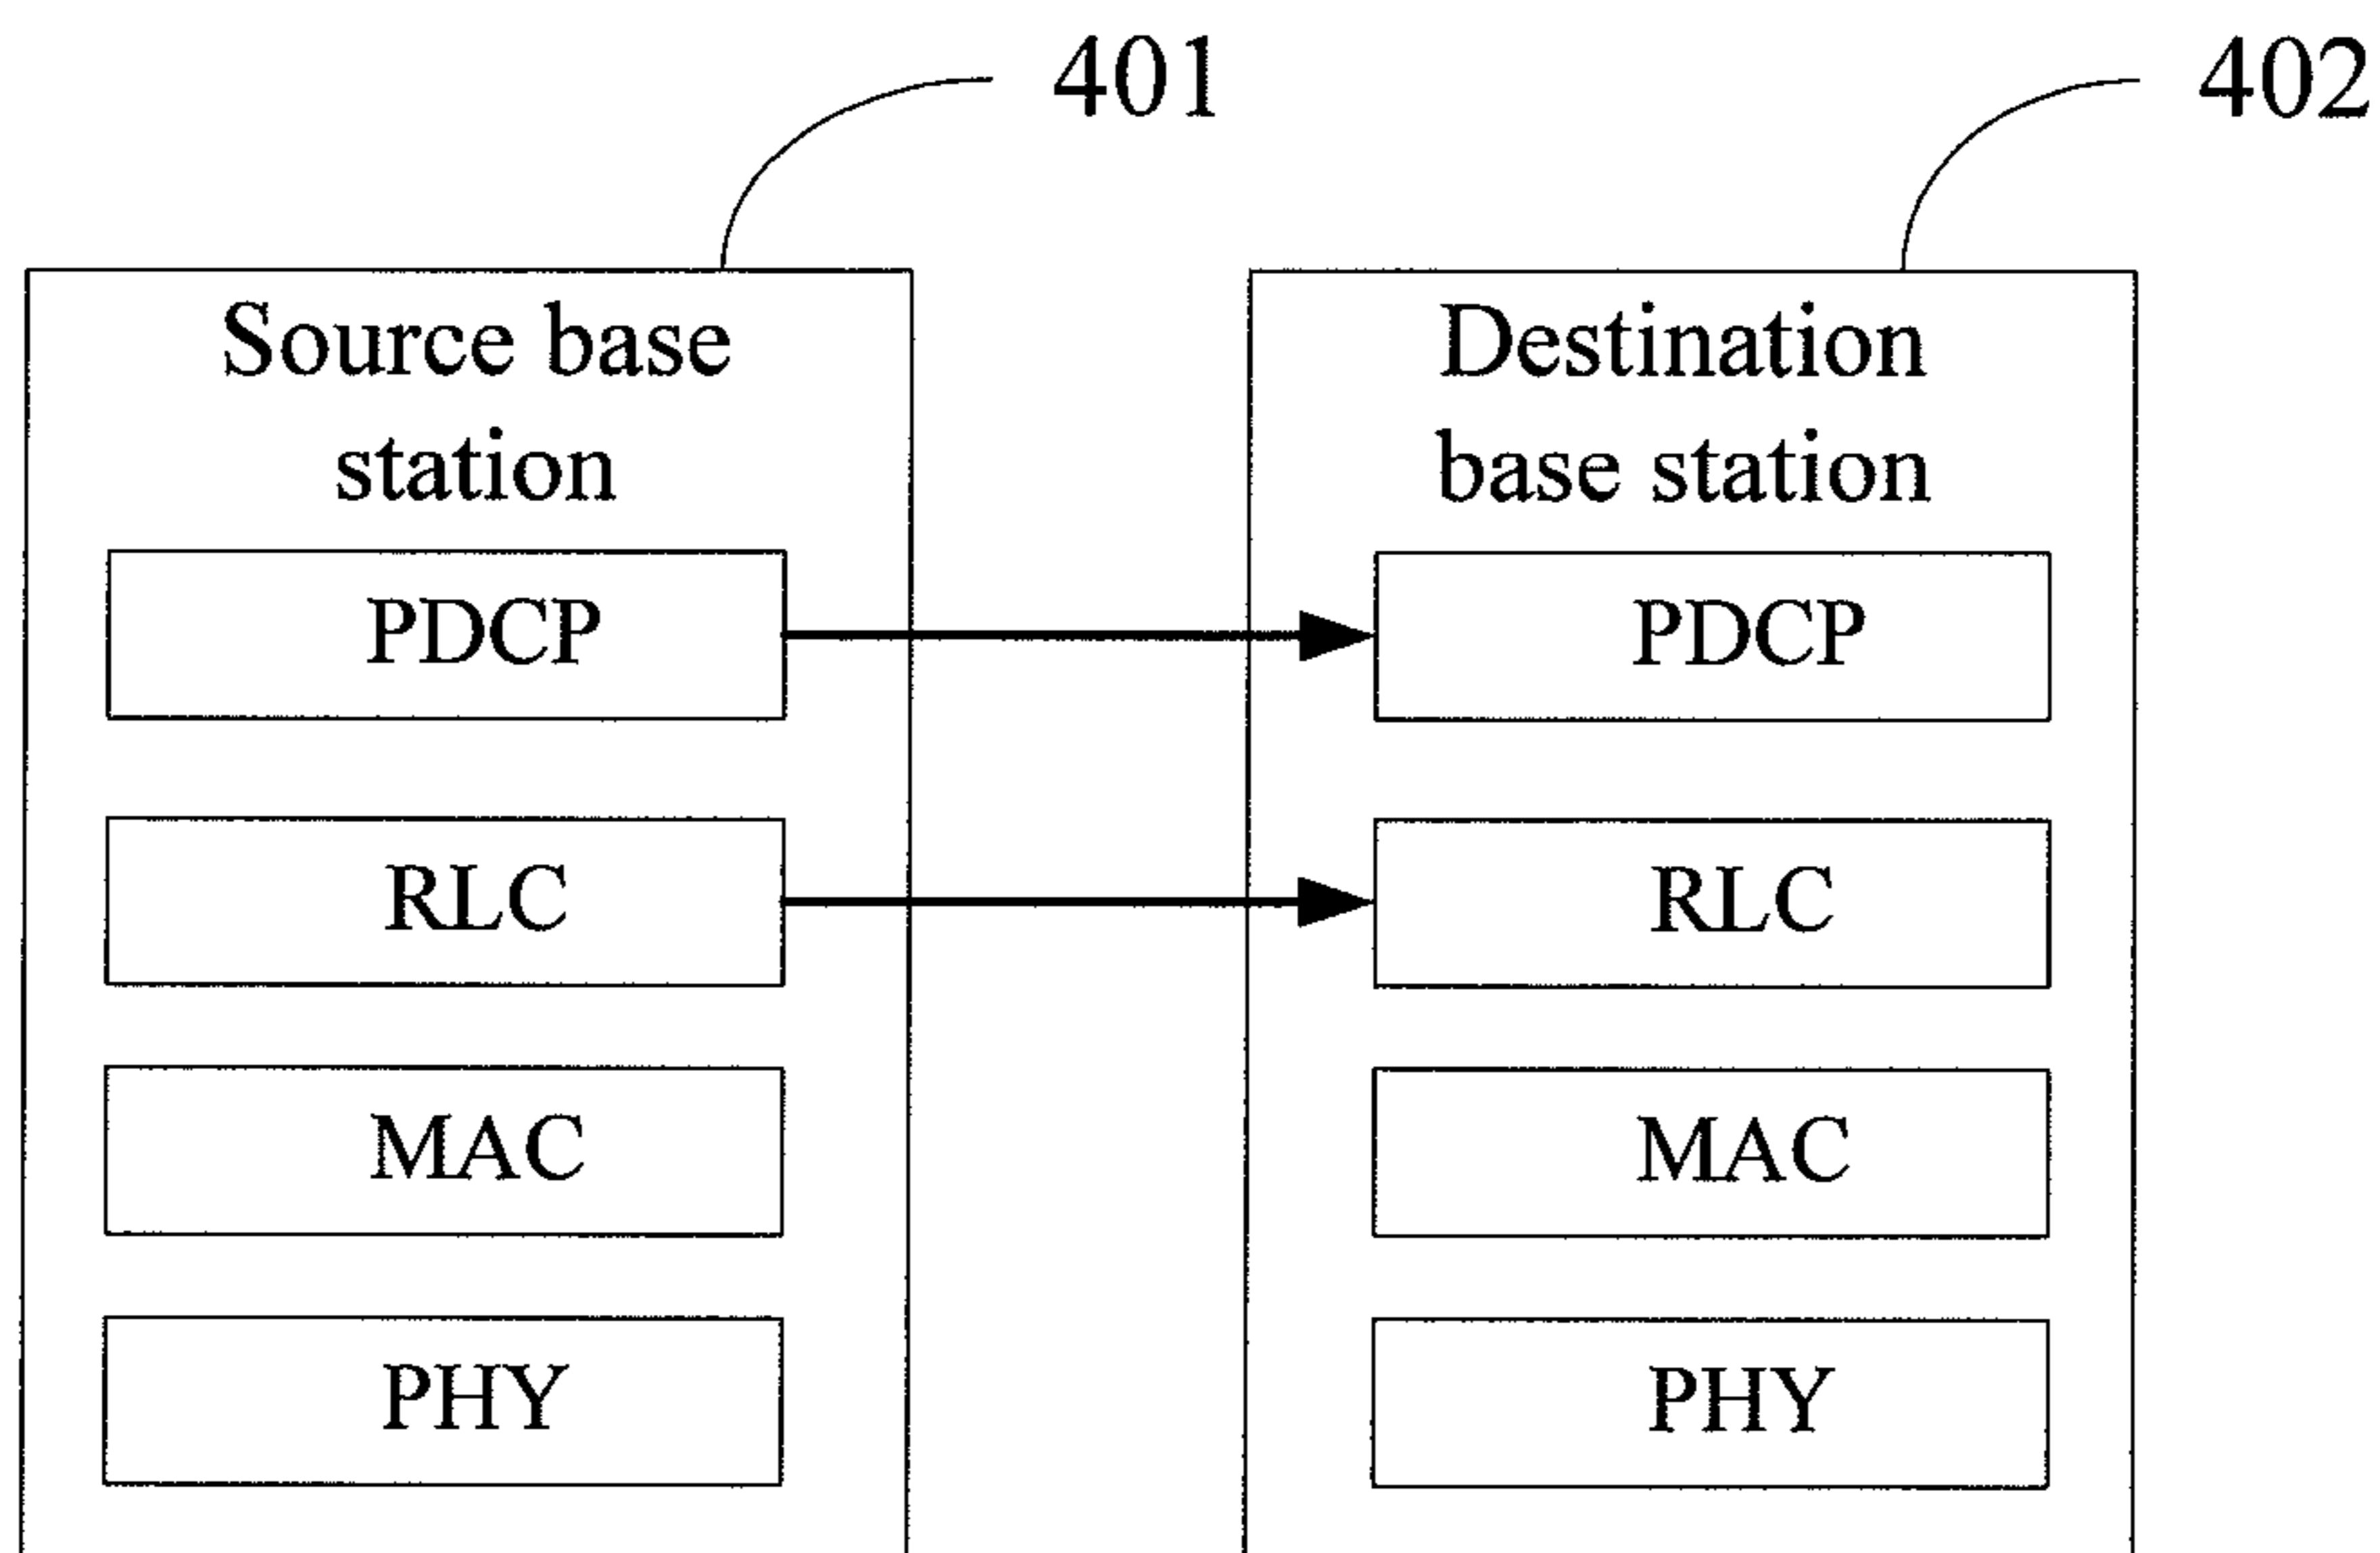 401
402
Source base
station
Destination
base station
PDCP
PDCP
RLC
RLC
MAC
MAC
PHY
PHY